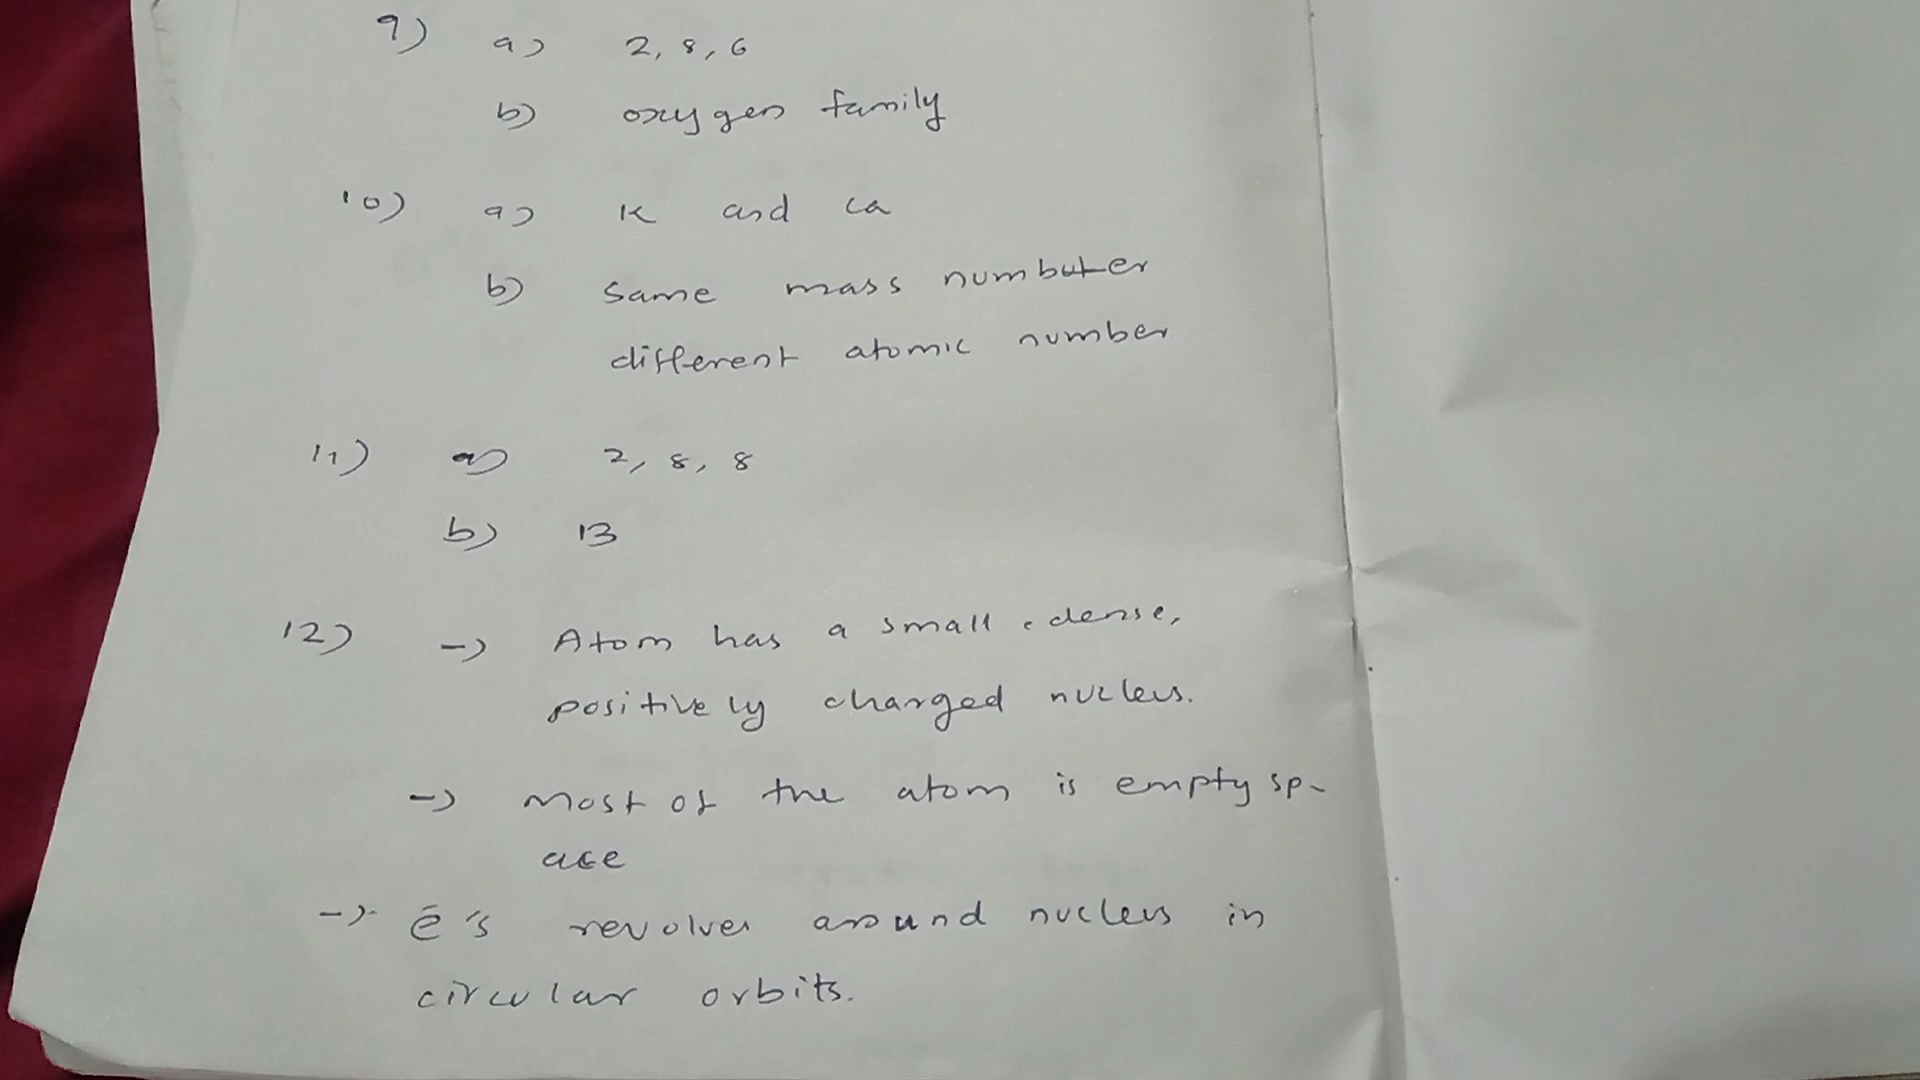 9) a) 2, 8, 6
b) oxygen family
10) a) K and ca
b) Same mass numbuter
different atomic number
11) a) 2, 8, 8
b) 13
12) -> Atom has a small, dense,
positively charged nucleus.
-> Most of the atom is empty sp-
ace
-> ē's revolves around nucleus in
circular orbits.